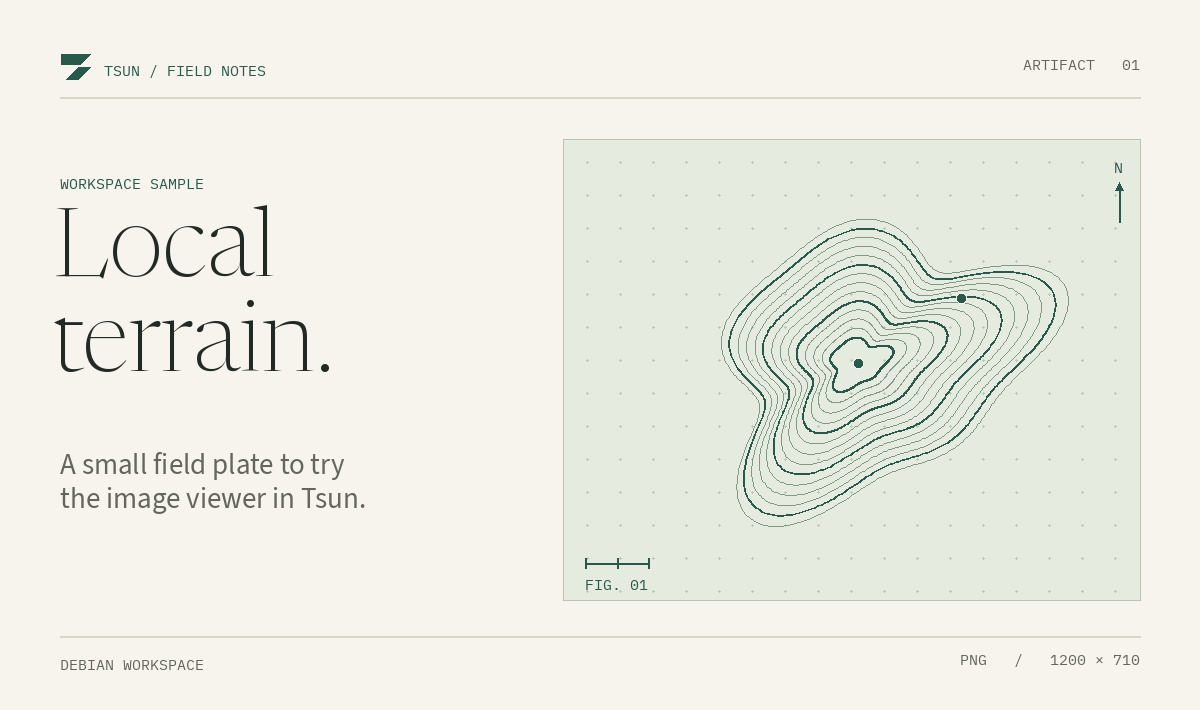 TSUN / FIELD NOTES
ARTIFACT 01
WORKSPACE SAMPLE
Local
terrain.
A small field plate to try
the image viewer in Tsun.
N
FIG. 01
DEBIAN WORKSPACE
PNG / 1200 × 710